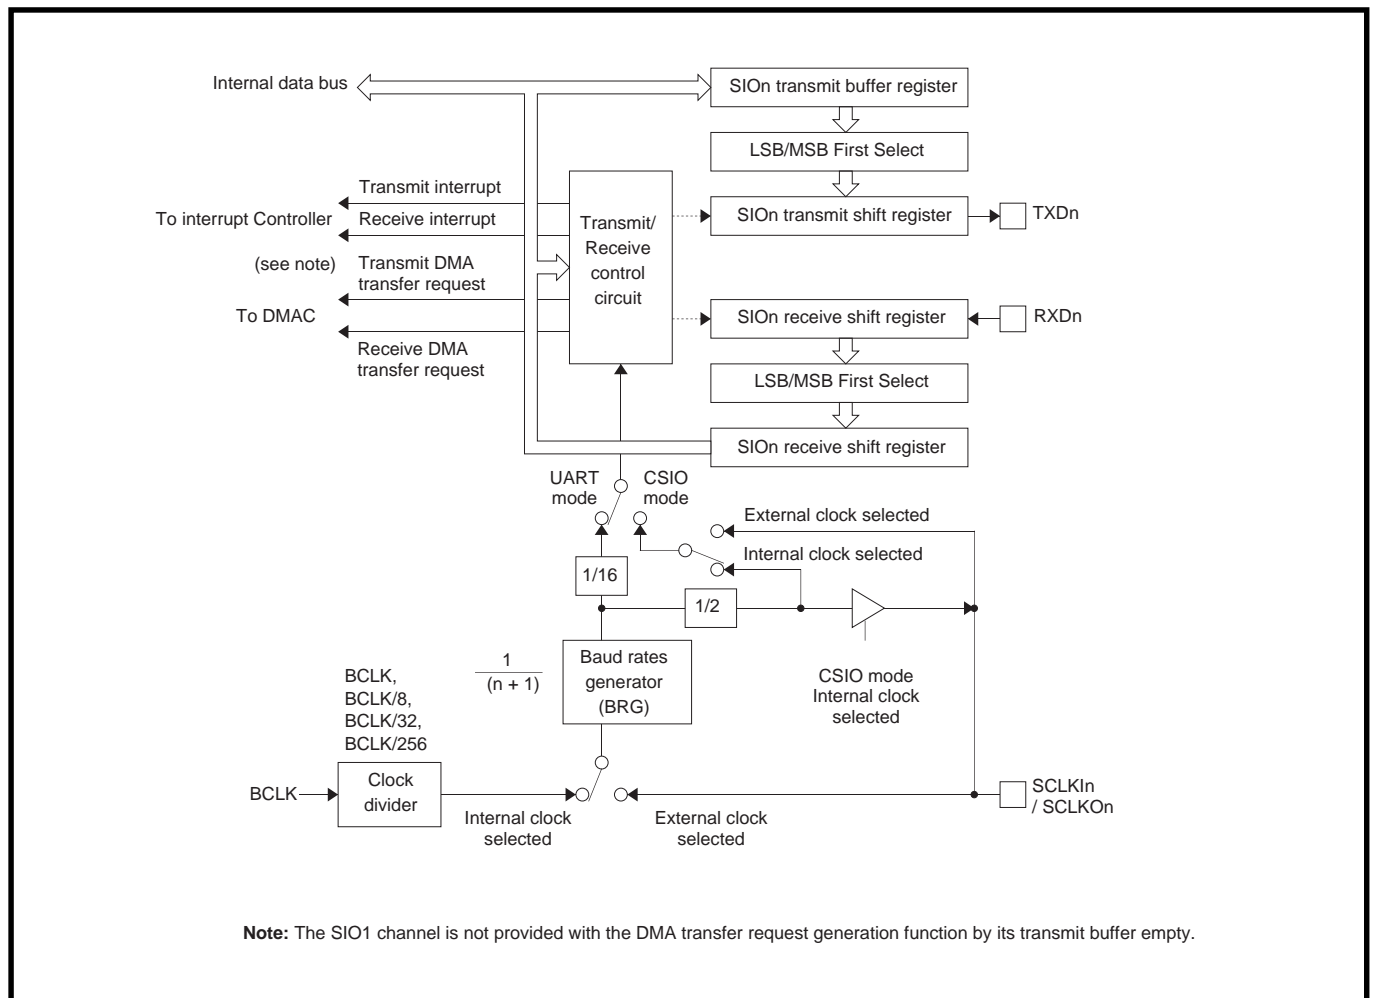 Internal data bus
SIOn transmit buffer register
LSB/MSB First Select
Transmit interrupt
To interrupt Controller
Receive interrupt
SIOn transmit shift register
TXDn
Transmit/
Receive
control
circuit
(see note)
Transmit DMA
transfer request
To DMAC
SIOn receive shift register
RXDn
Receive DMA
transfer request
LSB/MSB First Select
SIOn receive shift register
UART
mode
CSIO
mode
External clock selected
Internal clock selected
1/16
1/2
1
(n + 1)
Baud rates
generator
(BRG)
CSIO mode
Internal clock
selected
BCLK,
BCLK/8,
BCLK/32,
BCLK/256
BCLK
Clock
divider
Internal clock
selected
External clock
selected
SCLKIn
/ SCLKOn
Note: The SIO1 channel is not provided with the DMA transfer request generation function by its transmit buffer empty.